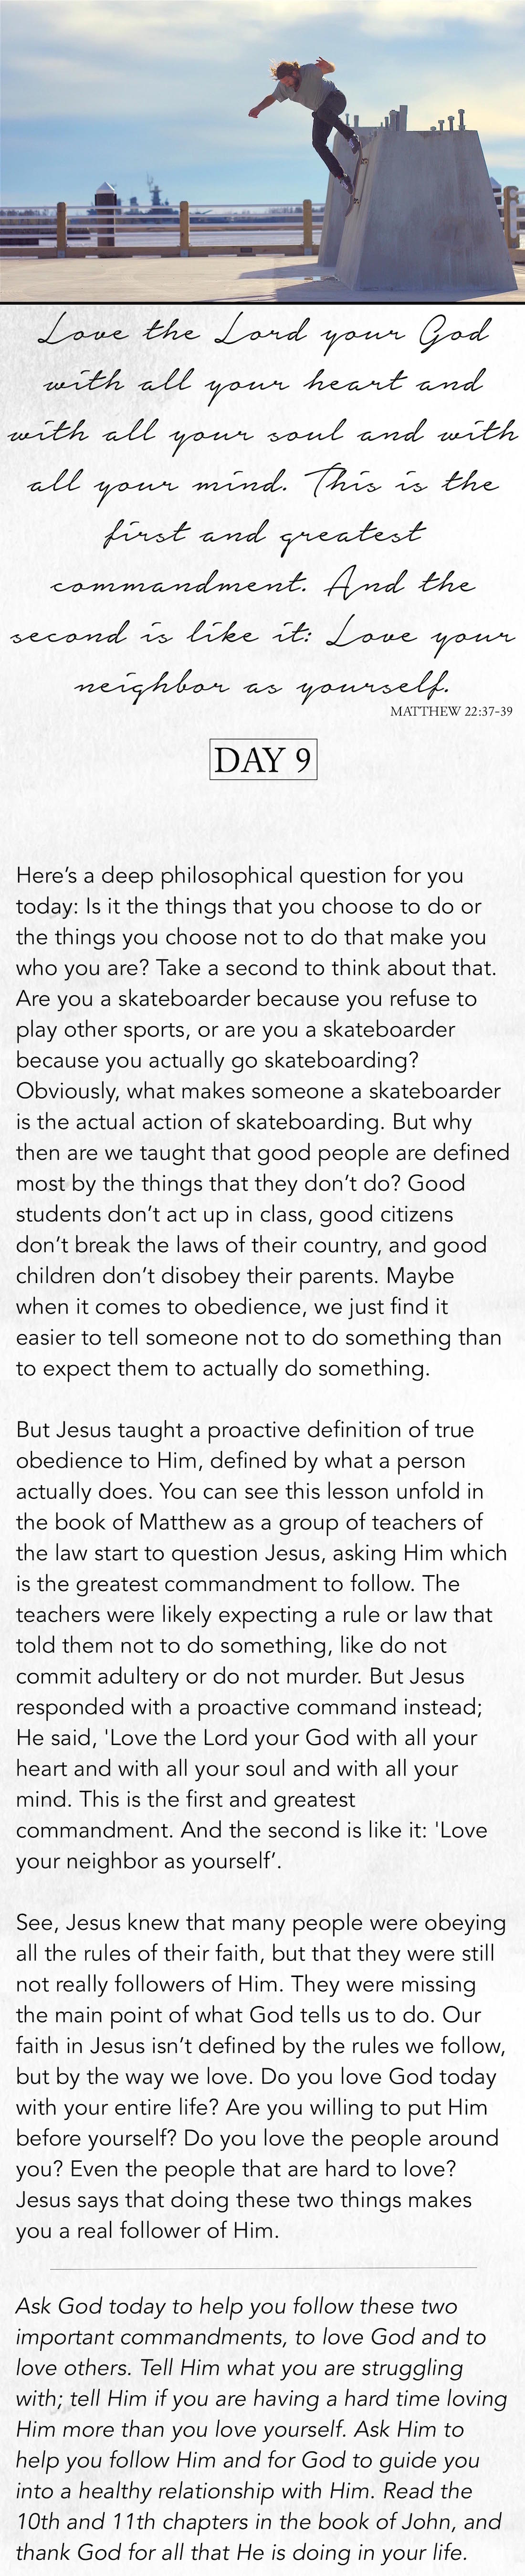 Love the Lord your God
with all your heart and
with all your soul and with
all your mind. This is the
first and greatest
commandment. And the
second is like it: Love your
neighbor as yourself.
MATTHEW 22:37-39
DAY 9
Here's a deep philosophical question for you
today: Is it the things that you choose to do or
the things you choose not to do that make you
who you are? Take a second to think about that.
Are you a skateboarder because you refuse to
play other sports, or are you a skateboarder
because you actually go skateboarding?
Obviously, what makes someone a skateboarder
is the actual action of skateboarding. But why
then are we taught that good people are defined
most by the things that they don't do? Good
students don't act up in class, good citizens
don't break the laws of their country, and good
children don't disobey their parents. Maybe
when it comes to obedience, we just find it
easier to tell someone not to do something than
to expect them to actually do something.
But Jesus taught a proactive definition of true
obedience to Him, defined by what a person
actually does. You can see this lesson unfold in
the book of Matthew as a group of teachers of
the law start to question Jesus, asking Him which
is the greatest commandment to follow. The
teachers were likely expecting a rule or law that
told them not to do something, like do not
commit adultery or do not murder. But Jesus
responded with a proactive command instead;
He said, 'Love the Lord your God with all your
heart and with all your soul and with all your
mind. This is the first and greatest
commandment. And the second is like it: 'Love
your neighbor as yourself'.
See, Jesus knew that many people were obeying
all the rules of their faith, but that they were still
not really followers of Him. They were missing
the main point of what God tells us to do. Our
faith in Jesus isn't defined by the rules we follow,
but by the way we love. Do you love God today
with your entire life? Are you willing to put Him
before yourself? Do you love the people around
you? Even the people that are hard to love?
Jesus says that doing these two things makes
you a real follower of Him.
Ask God today to help you follow these two
important commandments, to love God and to
love others. Tell Him what you are struggling
with; tell Him if you are having a hard time loving
Him more than you love yourself. Ask Him to
help you follow Him and for God to guide you
into a healthy relationship with Him. Read the
10th and 11th chapters in the book of John, and
thank God for all that He is doing in your life.